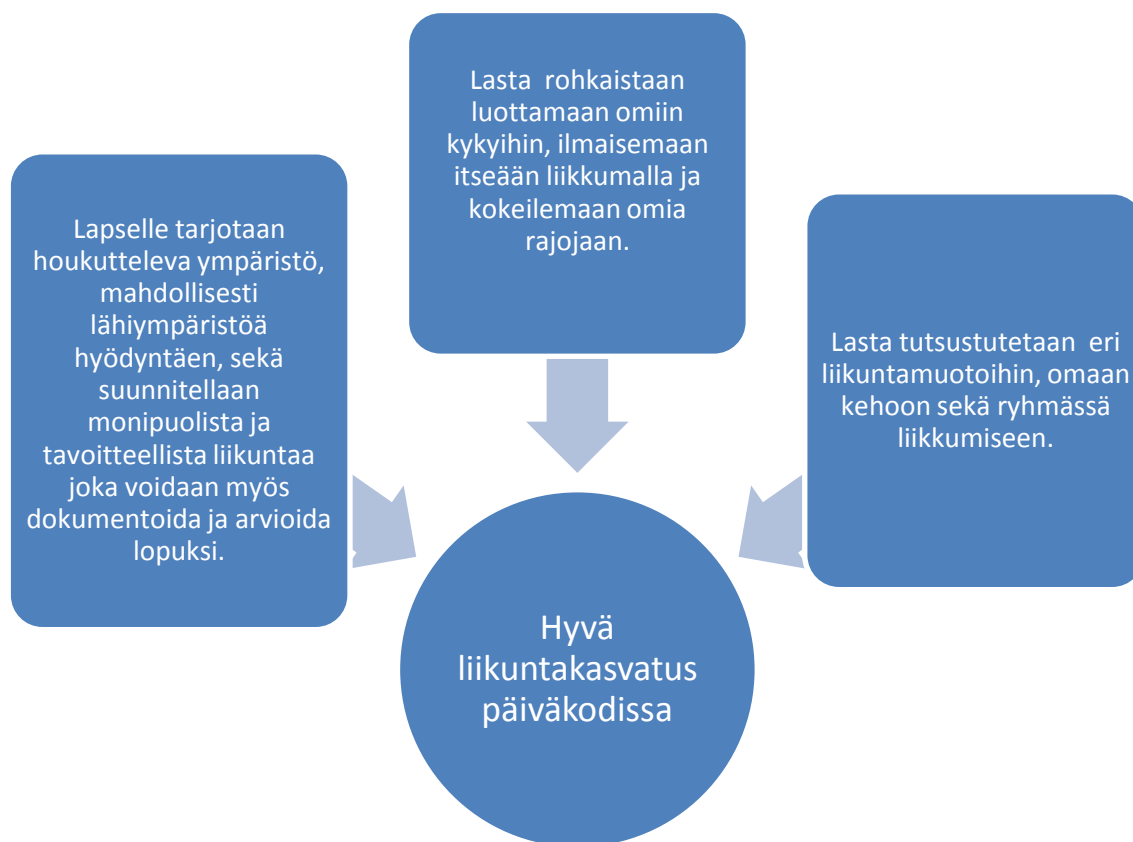 Lapselle tarjotaan
houkutteleva ympäristö,
mahdollisesti
lähiympäristöä
hyödyntäen, sekä
suunnitellaan
monipuolista ja
tavoitteellista liikuntaa
joka voidaan myös
dokumentoida ja arvioida
lopuksi.
Lasta rohkaistaan
luottamaan omiin
kykyihin, ilmaisemaan
itseään liikkumalla ja
kokeilemaan omia
rajojaan.
Lasta tutsustutetaan eri
liikuntamuotoihin, omaan
kehoon sekä ryhmässä
liikkumiseen.
Hyvä
liikuntakasvatus
päiväkodissa